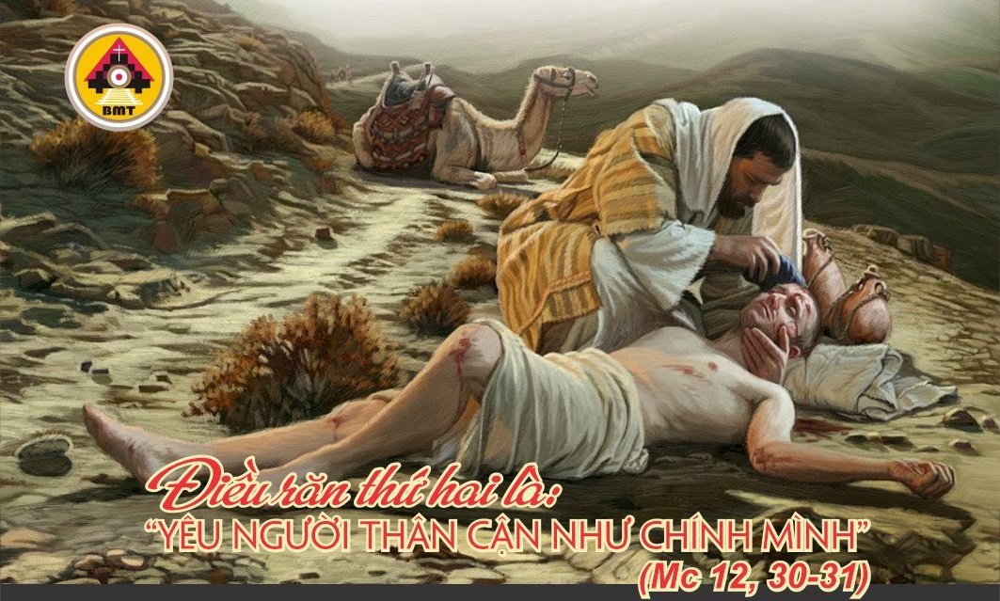 BMT
Điều răn thứ hai là:
“YÊU NGƯỜI THÂN CẬN NHƯ CHÍNH MÌNH”
(Mc 12, 30-31)